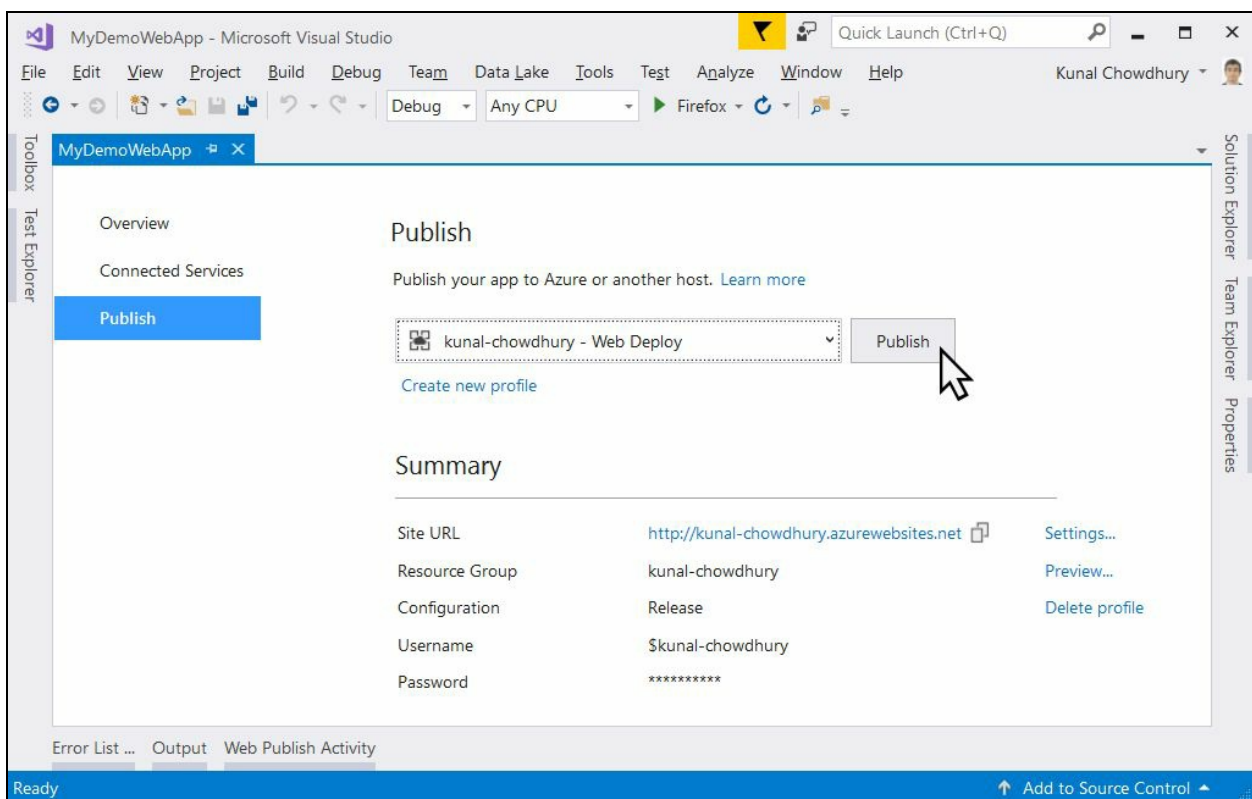 MyDemoWebApp - Microsoft Visual Studio
Quick Launch (Ctrl+Q)
File Edit View Project Build Debug Team Data Lake Tools Test Analyze Window Help Kunal Chowdhury
Debug Any CPU Firefox
Toolbox
Test Explorer
MyDemoWebApp
Overview
Connected Services
Publish
Publish
Publish your app to Azure or another host. Learn more
kunal-chowdhury - Web Deploy Publish
Create new profile
Summary
Site URL http://kunal-chowdhury.azurewebsites.net Settings...
Resource Group kunal-chowdhury Preview...
Configuration Release Delete profile
Username $kunal-chowdhury
Password **********
Solution Explorer
Team Explorer
Properties
Error List ... Output Web Publish Activity
Ready Add to Source Control